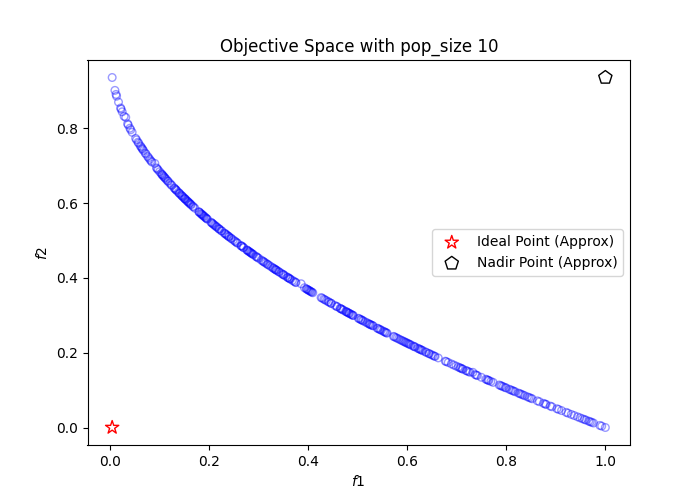 Objective Space with pop_size 10
f2
0.8
0.6
0.4
0.2
0.0
Ideal Point (Approx)
Nadir Point (Approx)
0.0 0.2 0.4 0.6 0.8 1.0
f1